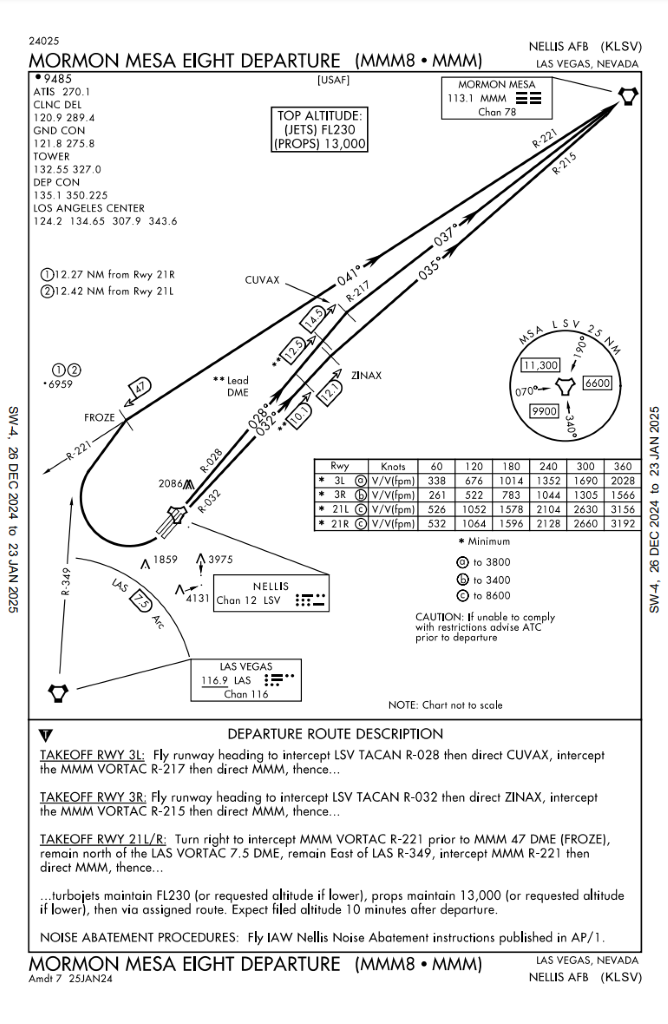 24025
MORMON MESA EIGHT DEPARTURE (MMM8 • MMM)
NELLIS AFB (KLSV)
LAS VEGAS, NEVADA
• 9485
ATIS 270.1
CLNC DEL
120.9 289.4
GND CON
121.8 275.8
TOWER
132.55 327.0
DEP CON
135.1 350.225
LOS ANGELES CENTER
124.2 134.65 307.9 343.6
[USAF]
TOP ALTITUDE:
(JETS) FL230
(PROPS) 13,000
MORMON MESA
113.1 MMM
Chan 78
R-221
R-215
① 12.27 NM from Rwy 21R
② 12.42 NM from Rwy 21L
CUVAX
041°
037°
035°
R-217
14.5
** 12.5
** Lead
DME
ZINAX
12.1
** 10.1
① ②
• 6959
47
FROZE
R-221
028°
032°
R-028
R-032
2086
MSA LSV 25 NM
190°
11,300
070°
6600
9900
340°
Rwy Knots 60 120 180 240 300 360
* 3L ⓐ V/V(fpm) 338 676 1014 1352 1690 2028
* 3R ⓑ V/V(fpm) 261 522 783 1044 1305 1566
* 21L ⓒ V/V(fpm) 526 1052 1578 2104 2630 3156
* 21R ⓒ V/V(fpm) 532 1064 1596 2128 2660 3192
* Minimum
ⓐ to 3800
ⓑ to 3400
ⓒ to 8600
CAUTION: If unable to comply
with restrictions advise ATC
prior to departure
1859
3975
4131
R-349
LAS 7.5 Arc
NELLIS
Chan 12 LSV
LAS VEGAS
116.9 LAS
Chan 116
NOTE: Chart not to scale
SW-4, 26 DEC 2024 to 23 JAN 2025
SW-4, 26 DEC 2024 to 23 JAN 2025
T
DEPARTURE ROUTE DESCRIPTION
TAKEOFF RWY 3L: Fly runway heading to intercept LSV TACAN R-028 then direct CUVAX, intercept
the MMM VORTAC R-217 then direct MMM, thence...
TAKEOFF RWY 3R: Fly runway heading to intercept LSV TACAN R-032 then direct ZINAX, intercept
the MMM VORTAC R-215 then direct MMM, thence...
TAKEOFF RWY 21L/R: Turn right to intercept MMM VORTAC R-221 prior to MMM 47 DME (FROZE),
remain north of the LAS VORTAC 7.5 DME, remain East of LAS R-349, intercept MMM R-221 then
direct MMM, thence...
...turbojets maintain FL230 (or requested altitude if lower), props maintain 13,000 (or requested altitude
if lower), then via assigned route. Expect filed altitude 10 minutes after departure.
NOISE ABATEMENT PROCEDURES: Fly IAW Nellis Noise Abatement instructions published in AP/1.
MORMON MESA EIGHT DEPARTURE (MMM8 • MMM)
Amdt 7 25JAN24
LAS VEGAS, NEVADA
NELLIS AFB (KLSV)